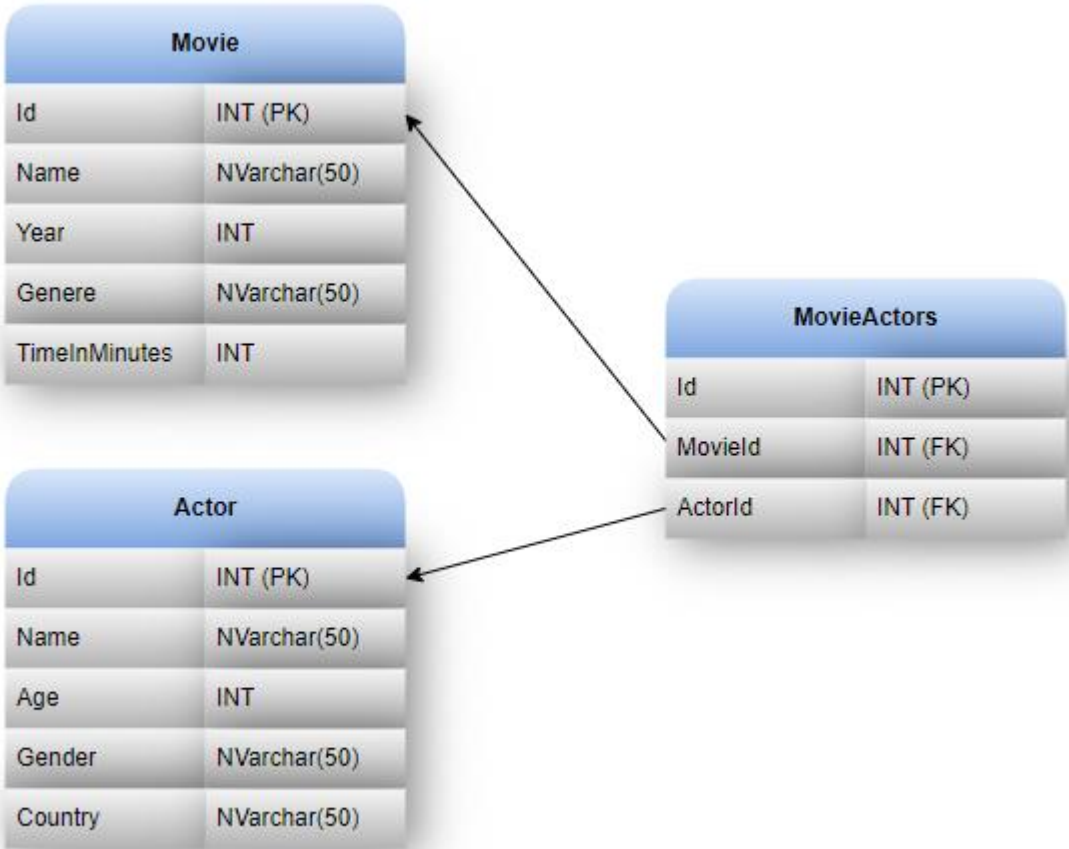 Movie
Id INT (PK)
Name NVarchar(50)
Year INT
Genere NVarchar(50)
TimeInMinutes INT
MovieActors
Id INT (PK)
MovieId INT (FK)
ActorId INT (FK)
Actor
Id INT (PK)
Name NVarchar(50)
Age INT
Gender NVarchar(50)
Country NVarchar(50)